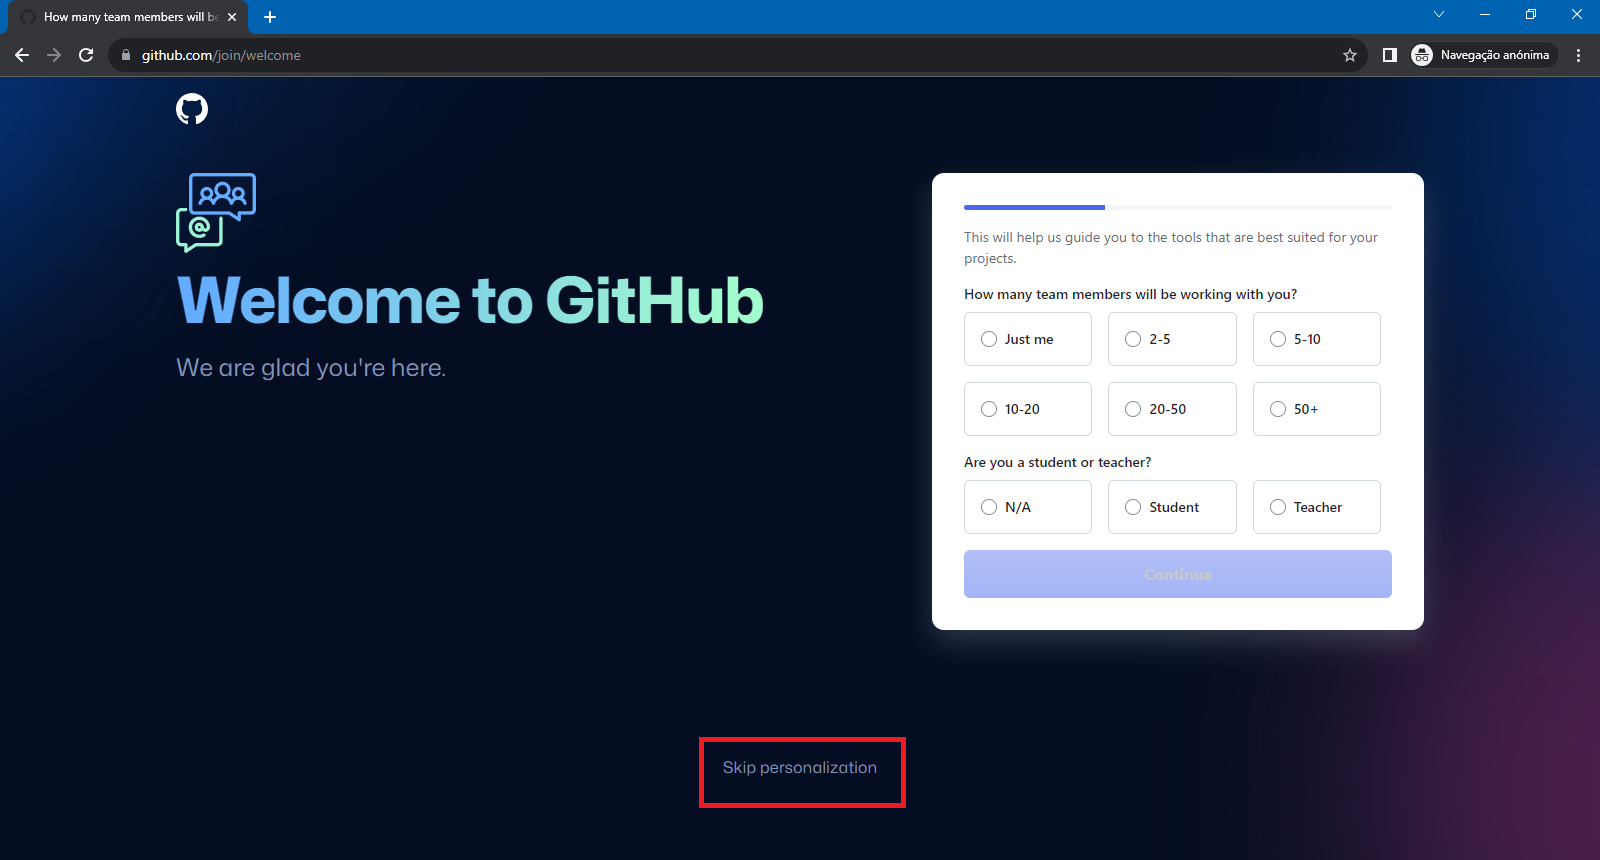 How many team members will be
github.com/join/welcome
Navegação anónima
@
Welcome to GitHub
We are glad you're here.
This will help us guide you to the tools that are best suited for your
projects.
How many team members will be working with you?
Just me
2-5
5-10
10-20
20-50
50+
Are you a student or teacher?
N/A
Student
Teacher
Continue
Skip personalization